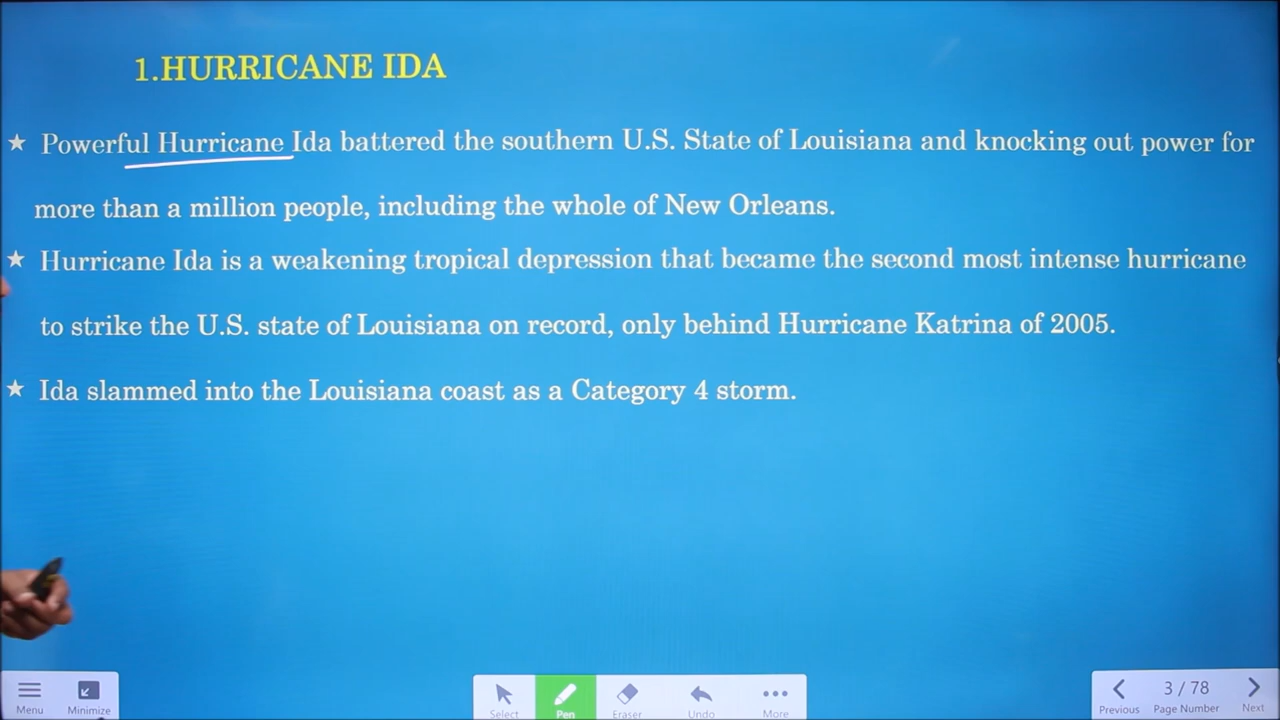 1.HURRICANE IDA
★ Powerful Hurricane Ida battered the southern U.S. State of Louisiana and knocking out power for
more than a million people, including the whole of New Orleans.
★ Hurricane Ida is a weakening tropical depression that became the second most intense hurricane
to strike the U.S. state of Louisiana on record, only behind Hurricane Katrina of 2005.
★ Ida slammed into the Louisiana coast as a Category 4 storm.
Menu Minimize Select Pen Eraser Undo More Previous 3 / 78 Page Number Next